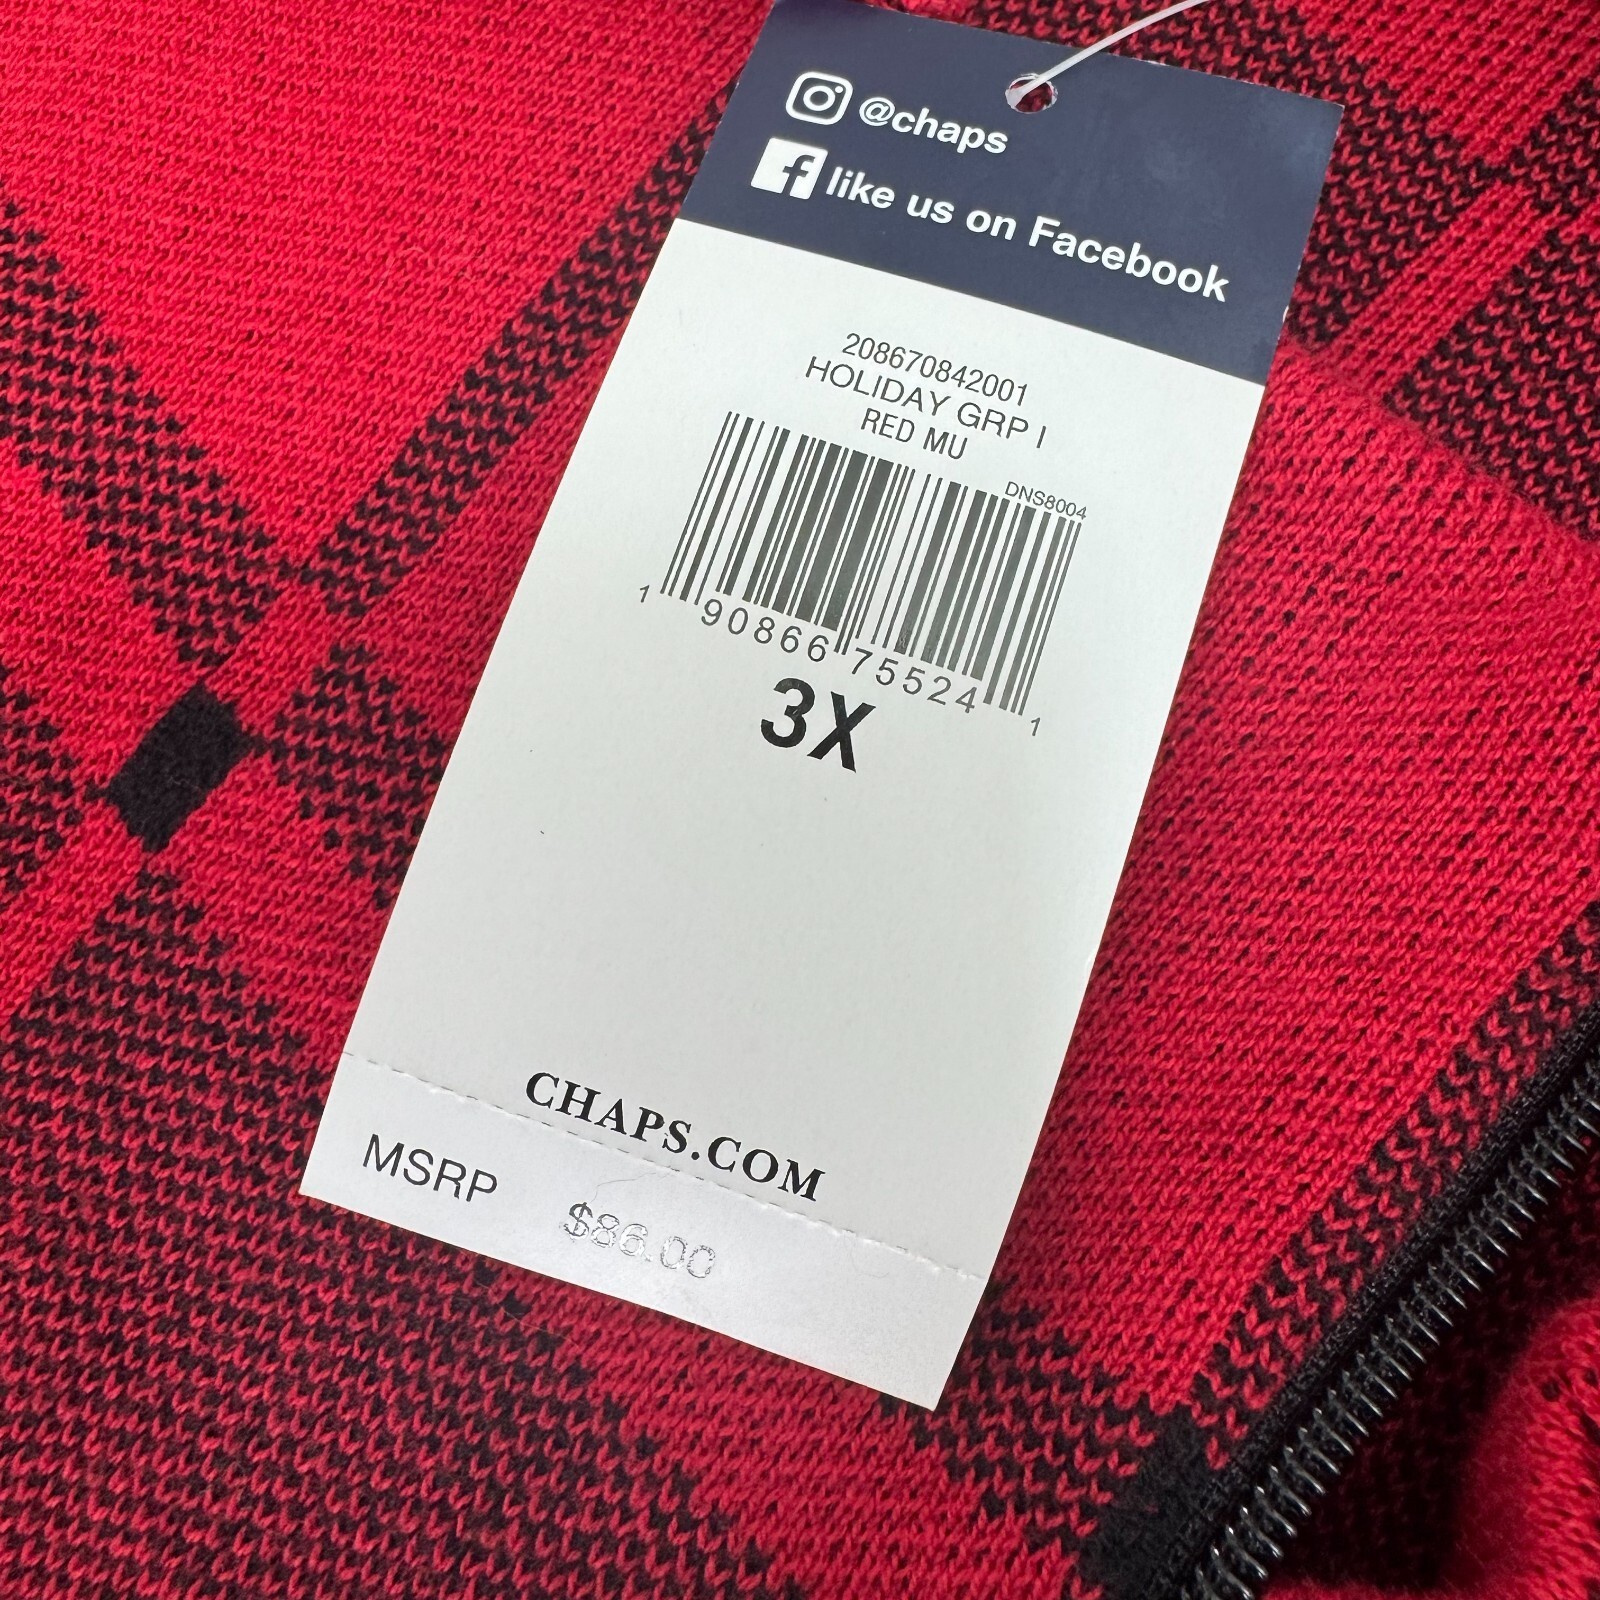 @chaps
like us on Facebook
208670842001
HOLIDAY GRP I
RED MU
DNS8004
1 90866 75524 1
3X
CHAPS.COM
MSRP $86.00